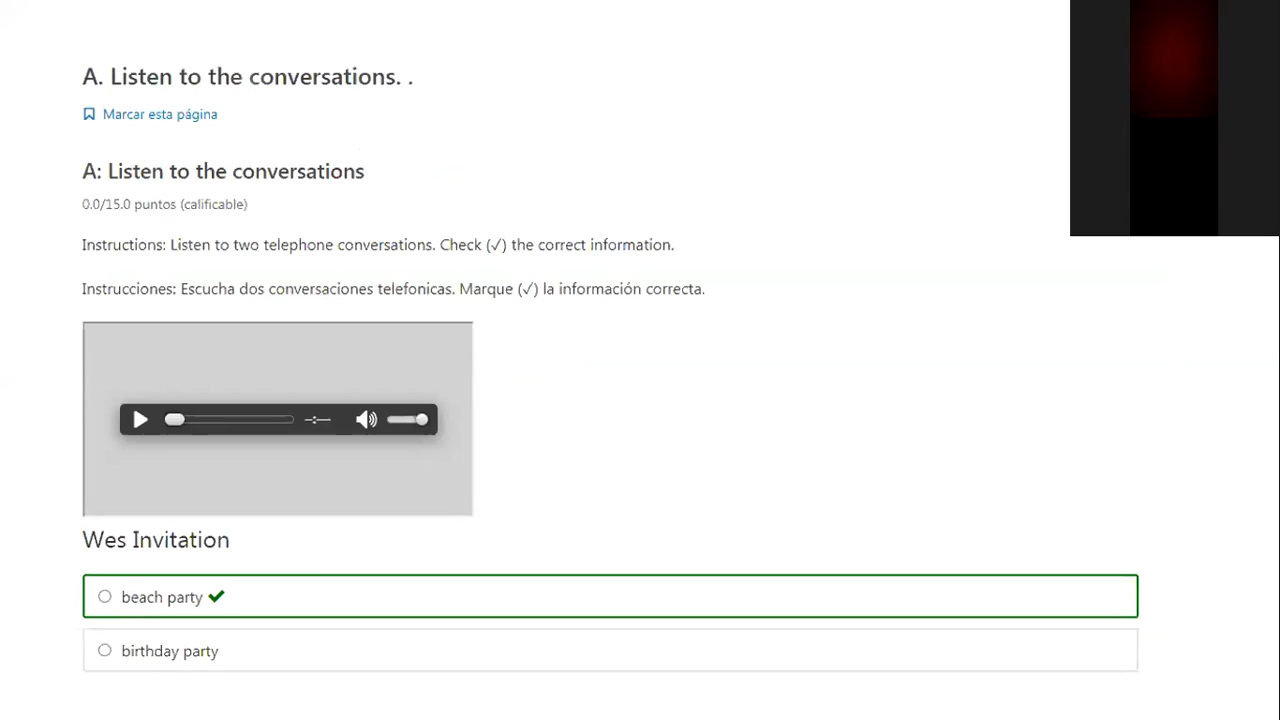 A. Listen to the conversations. .
Marcar esta página
A: Listen to the conversations
0.0/15.0 puntos (calificable)
Instructions: Listen to two telephone conversations. Check (✓) the correct information.
Instrucciones: Escucha dos conversaciones telefonicas. Marque (✓) la información correcta.
Wes Invitation
beach party ✔
birthday party